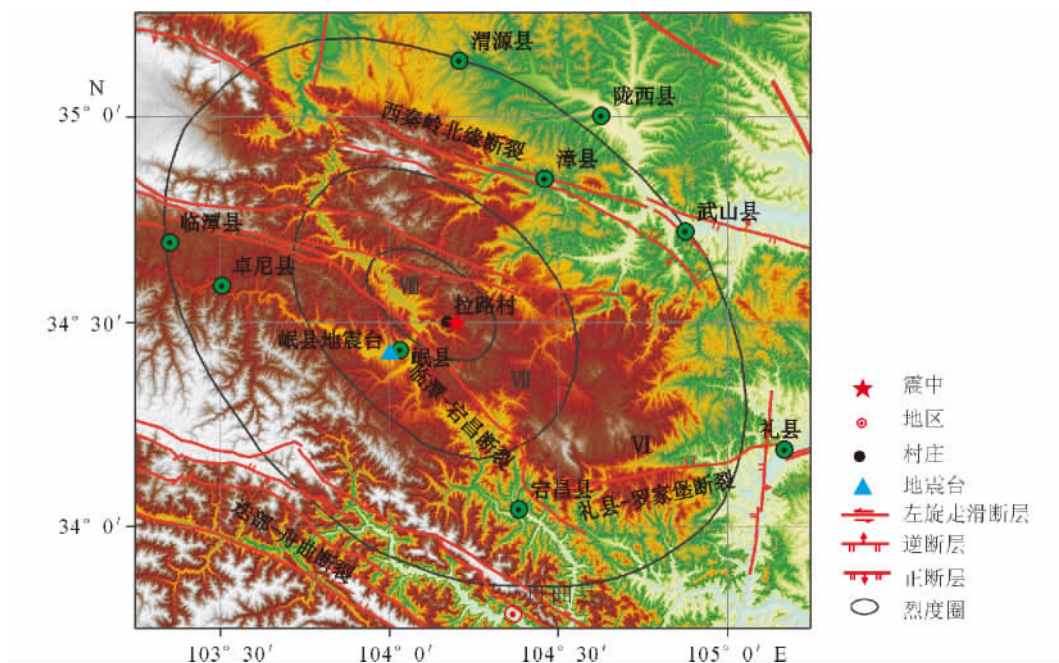 渭源县
N
陇西县
35° 0′
西秦岭北缘断裂
漳县
武山县
临潭县
卓尼县
Ⅷ
拉路村
34° 30′
岷县地震台
岷县
Ⅶ
临潭-宕昌断裂
Ⅵ
礼县
宕昌县
礼县-罗家堡断裂
34° 0′
迭部-舟曲断裂
103° 30′
104° 0′
104° 30′
105° 0′ E
震中
地区
村庄
地震台
左旋走滑断层
逆断层
正断层
烈度圈